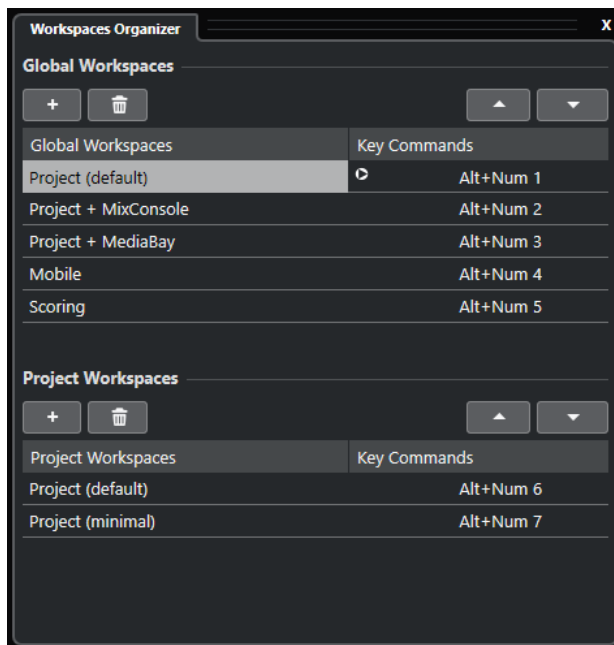 Workspaces Organizer X
Global Workspaces
+
Global Workspaces Key Commands
Project (default) Alt+Num 1
Project + MixConsole Alt+Num 2
Project + MediaBay Alt+Num 3
Mobile Alt+Num 4
Scoring Alt+Num 5
Project Workspaces
+
Project Workspaces Key Commands
Project (default) Alt+Num 6
Project (minimal) Alt+Num 7